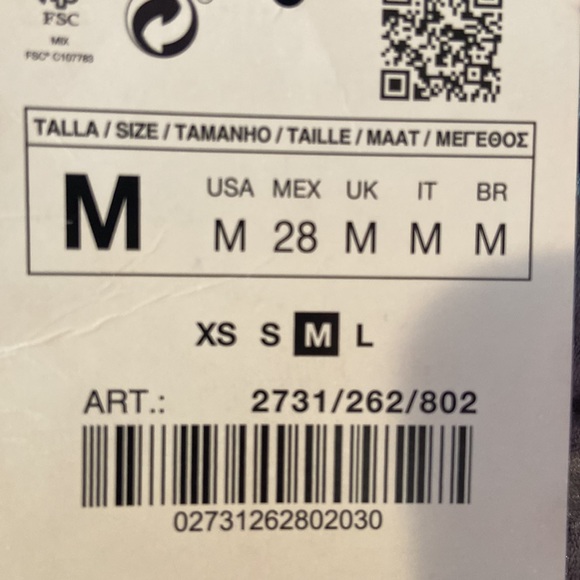 FSC
MIX
FSC® C107783
TALLA / SIZE / TAMANHO / TAILLE / MAAT / ΜΕΓΕΘΟΣ
M
USA MEX UK IT BR
M 28 M M M
XS S M L
ART.: 2731/262/802
02731262802030